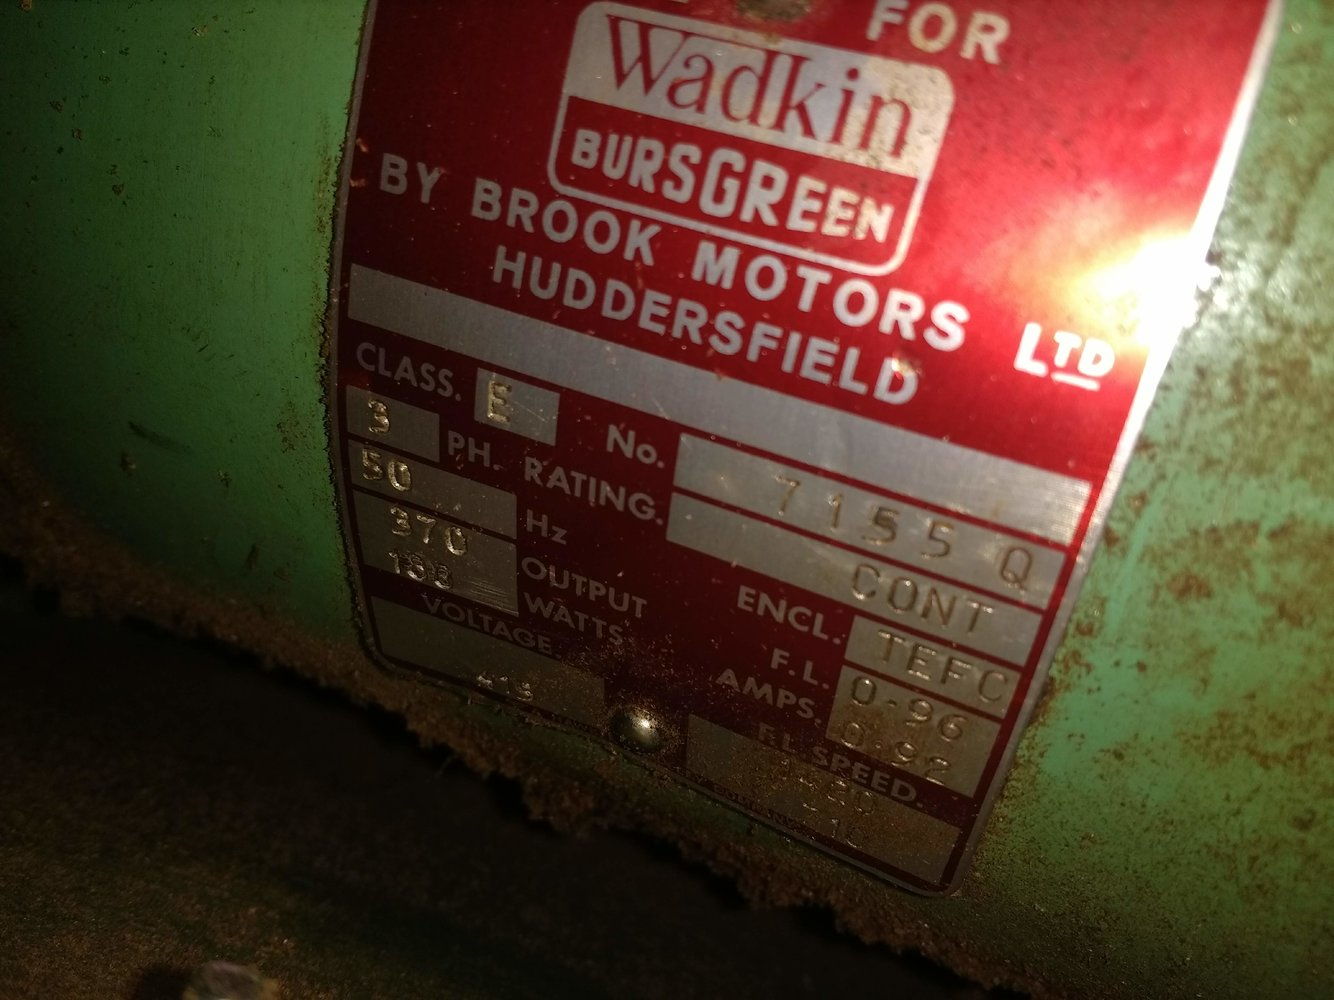 FOR
Wadkin
BURSGREEN
BY BROOK MOTORS LTD
HUDDERSFIELD
CLASS. E No. 7155 Q
3 PH. RATING. CONT
50 Hz ENCL. TEFC
370 OUTPUT F.L. 0·96
WATTS AMPS. 0·92
VOLTAGE. F.L SPEED.
415